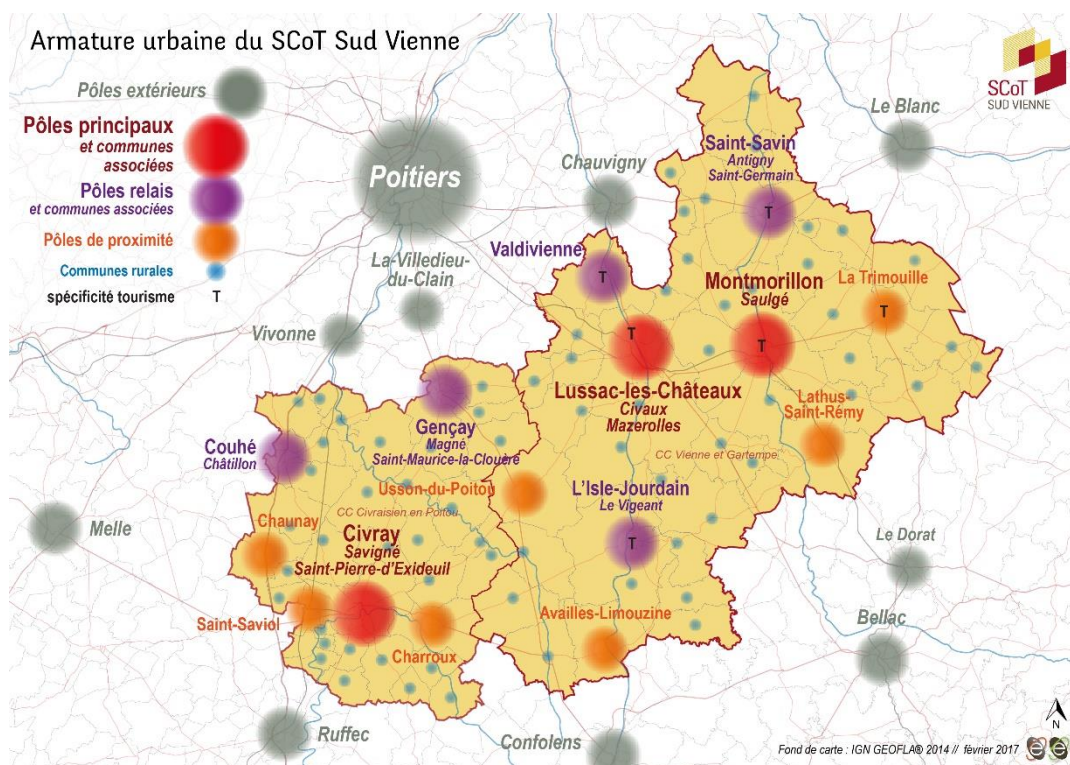 Armature urbaine du SCoT Sud Vienne
SCoT
SUD VIENNE
Pôles extérieurs
Pôles principaux
et communes
associées
Pôles relais
et communes associées
Pôles de proximité
Communes rurales
spécificité tourisme
T
Poitiers
Chauvigny
Le Blanc
Saint-Savin
Antigny
Saint-Germain
T
La-Villedieu-
du-Clain
Valdivienne
T
Montmorillon
Saulgé
T
La Trimouille
T
Vivonne
T
Lussac-les-Châteaux
Civaux
Mazerolles
Lathus-
Saint-Rémy
Gençay
Magné
Saint-Maurice-la-Clouère
Couhé
Châtillon
CC Vienne et Gartempe
Usson-du-Poitou
L'Isle-Jourdain
Le Vigeant
T
CC Civraisien en Poitou
Melle
Chaunay
Civray
Savigné
Saint-Pierre-d'Exideuil
Le Dorat
Saint-Saviol
Charroux
Availles-Limouzine
Bellac
Ruffec
Confolens
N
Fond de carte : IGN GEOFLA® 2014 // février 2017
e e